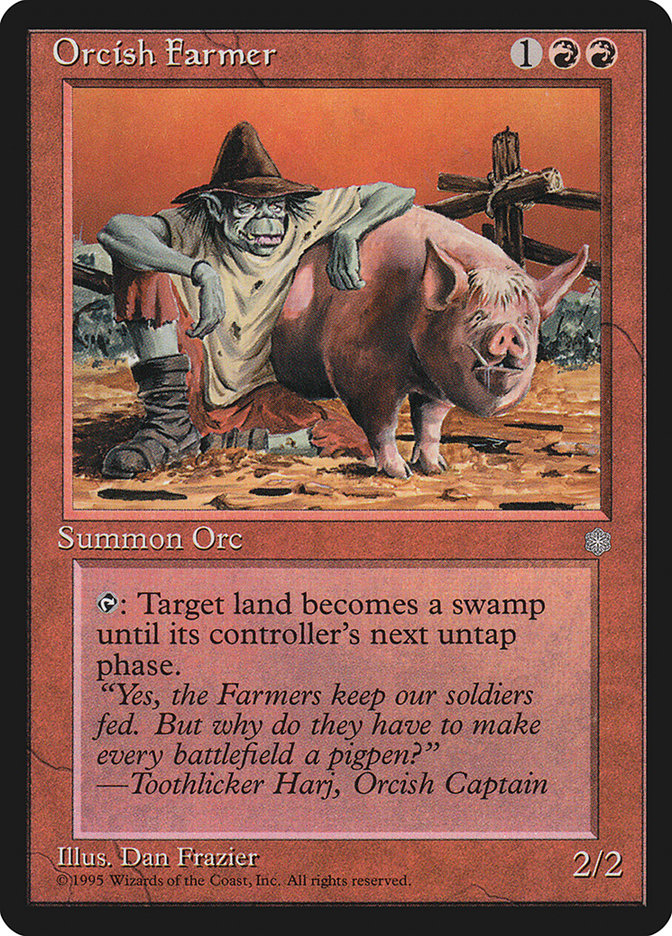 Orcish Farmer 1
Summon Orc
: Target land becomes a swamp
until its controller's next untap
phase.
“Yes, the Farmers keep our soldiers
fed. But why do they have to make
every battlefield a pigpen?”
—Toothlicker Harj, Orcish Captain
Illus. Dan Frazier
2/2
©1995 Wizards of the Coast, Inc. All rights reserved.